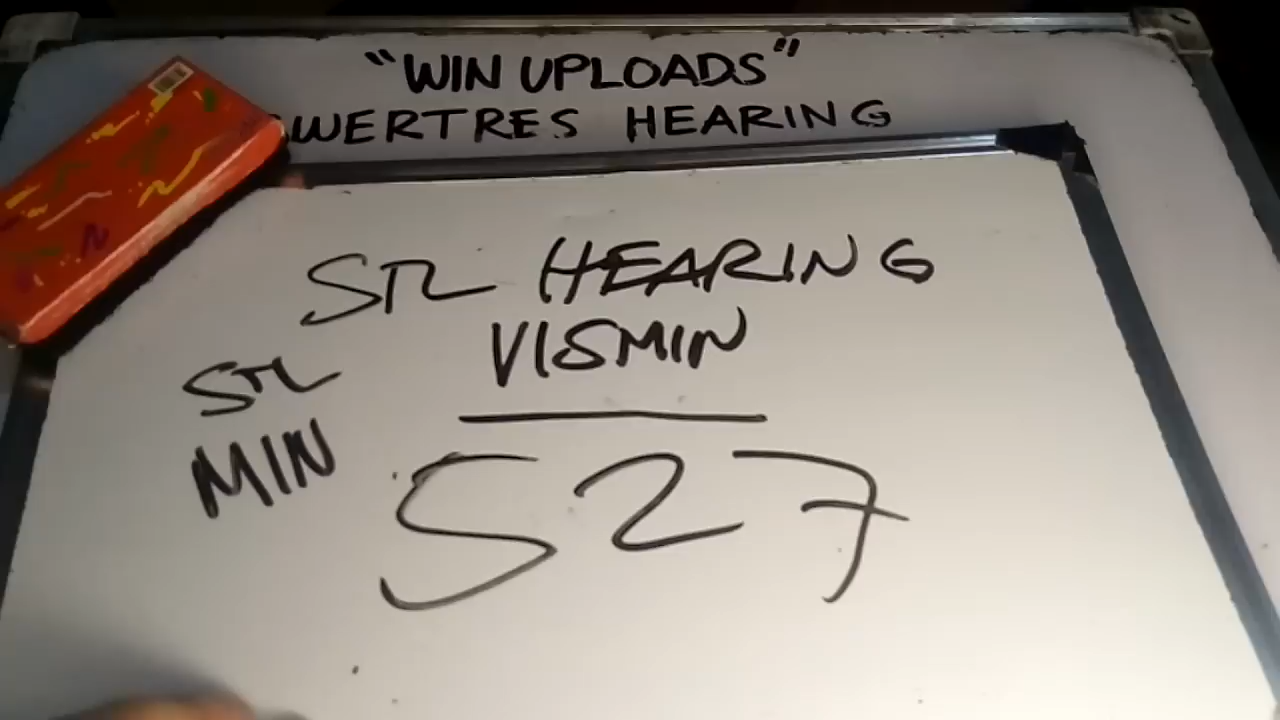 "WIN UPLOADS"
WERTRES HEARING
STL HEARING
VISMIN
STL
MIN
527